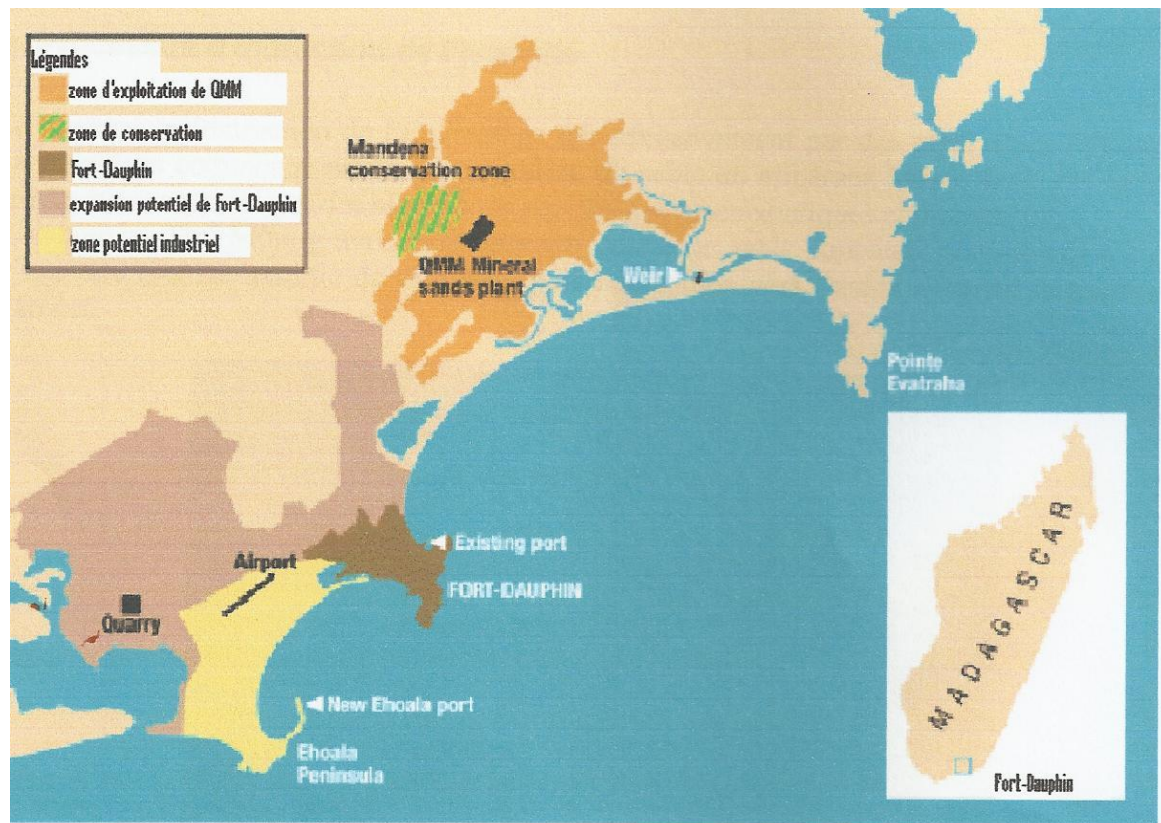 Légendes
zone d'exploitation de QMM
zone de conservation
Fort-Dauphin
expansion potentiel de Fort-Dauphin
zone potentiel industriel
Mandena
conservation zone
QMM Mineral
sands plant
Weir
Pointe
Evatraha
Existing port
FORT-DAUPHIN
Airport
Quarry
New Ehoala port
Ehoala
Peninsula
MADAGASCAR
Fort-Dauphin